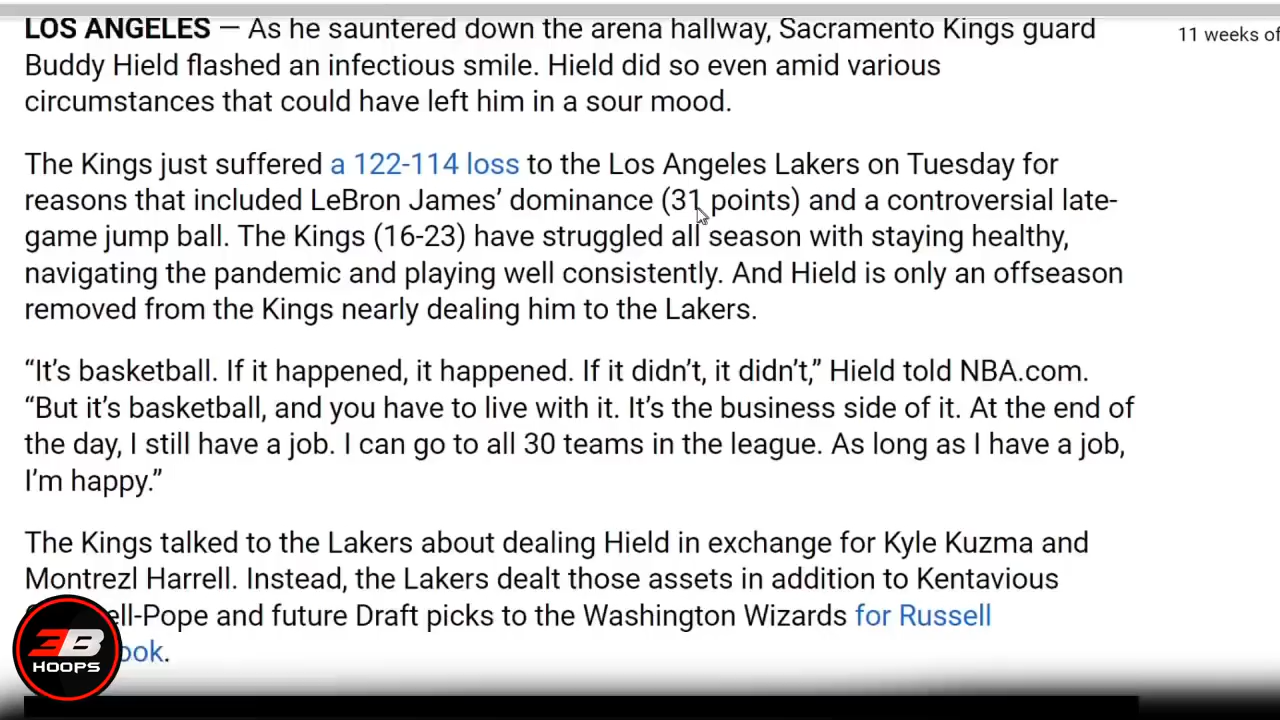 LOS ANGELES — As he sauntered down the arena hallway, Sacramento Kings guard
11 weeks of
Buddy Hield flashed an infectious smile. Hield did so even amid various
circumstances that could have left him in a sour mood.
The Kings just suffered a 122-114 loss to the Los Angeles Lakers on Tuesday for
reasons that included LeBron James’ dominance (31 points) and a controversial late-
game jump ball. The Kings (16-23) have struggled all season with staying healthy,
navigating the pandemic and playing well consistently. And Hield is only an offseason
removed from the Kings nearly dealing him to the Lakers.
“It’s basketball. If it happened, it happened. If it didn’t, it didn’t,” Hield told NBA.com.
“But it’s basketball, and you have to live with it. It’s the business side of it. At the end of
the day, I still have a job. I can go to all 30 teams in the league. As long as I have a job,
I’m happy.”
The Kings talked to the Lakers about dealing Hield in exchange for Kyle Kuzma and
Montrezl Harrell. Instead, the Lakers dealt those assets in addition to Kentavious
ell-Pope and future Draft picks to the Washington Wizards for Russell
ook.
3B
HOOPS